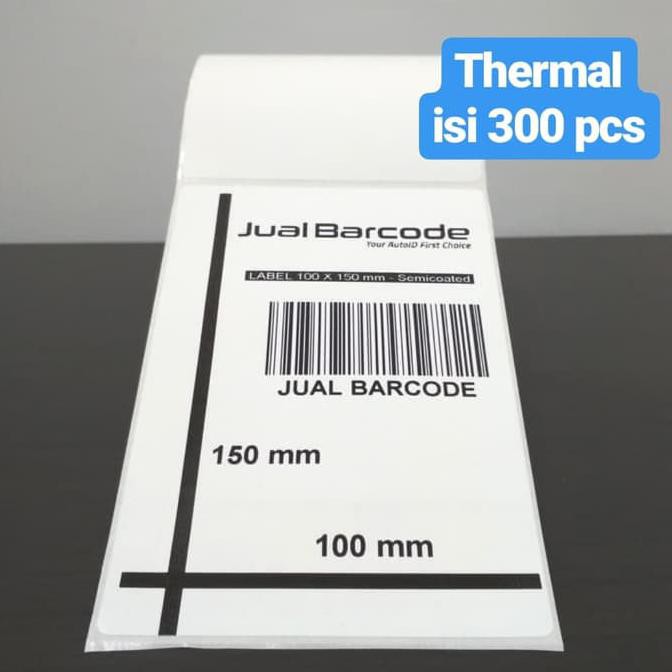 Thermal
isi 300 pcs
Jual Barcode
Your AutoID First Choice
LABEL 100 X 150 mm - Semicoated
JUAL BARCODE
150 mm
100 mm